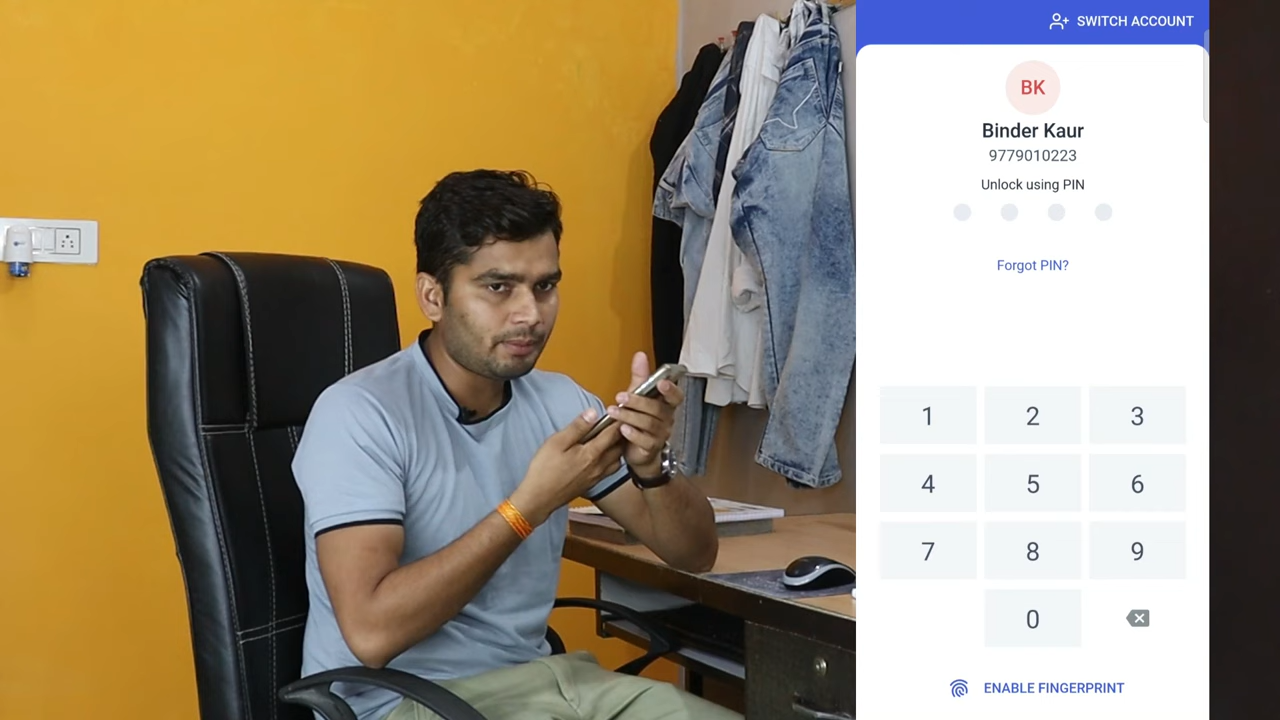 SWITCH ACCOUNT
BK
Binder Kaur
9779010223
Unlock using PIN
Forgot PIN?
1 2 3
4 5 6
7 8 9
0
ENABLE FINGERPRINT